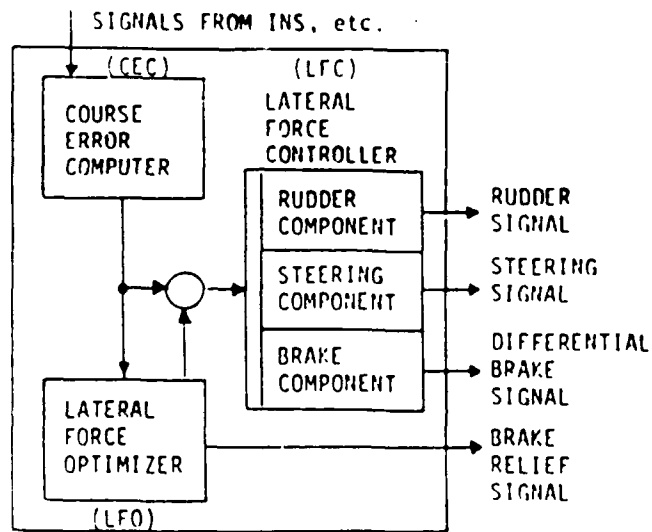 SIGNALS FROM INS, etc.
(CEC)
COURSE
ERROR
COMPUTER
(LFC)
LATERAL
FORCE
CONTROLLER
RUDDER
COMPONENT
STEERING
COMPONENT
BRAKE
COMPONENT
RUDDER
SIGNAL
STEERING
SIGNAL
DIFFERENTIAL
BRAKE
SIGNAL
BRAKE
RELIEF
SIGNAL
LATERAL
FORCE
OPTIMIZER
(LFO)